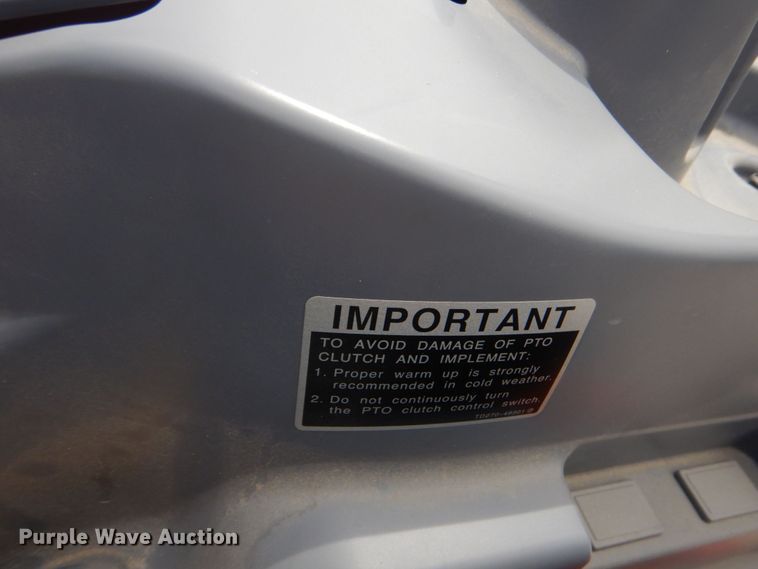 IMPORTANT
TO AVOID DAMAGE OF PTO
CLUTCH AND IMPLEMENT:
1. Proper warm up is strongly
recommended in cold weather.
2. Do not continuously turn
the PTO clutch control switch.
Purple Wave Auction